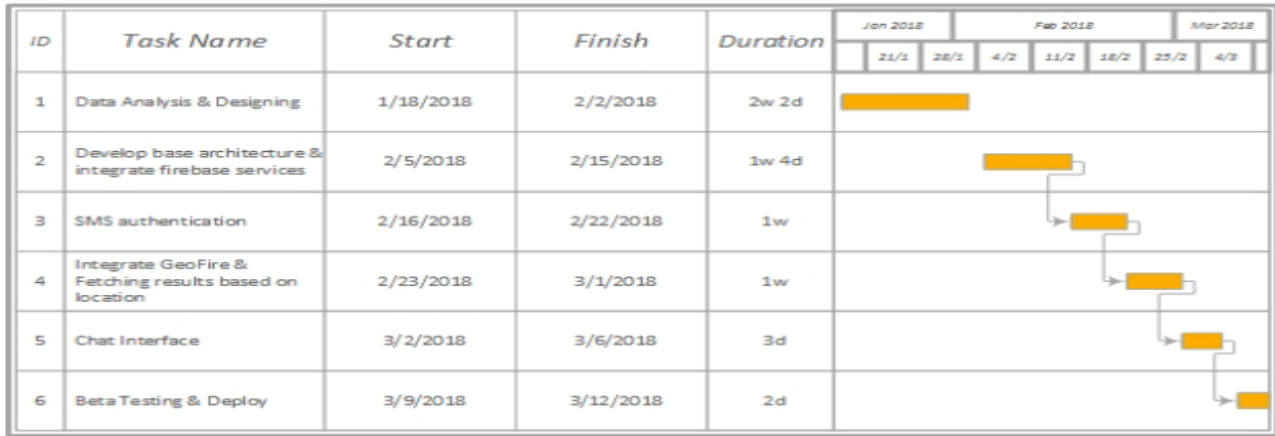 ID Task Name Start Finish Duration Jan 2018 Feb 2018 Mar 2018
21/1 28/1 4/2 11/2 18/2 25/2 4/3
1 Data Analysis & Designing 1/18/2018 2/2/2018 2w 2d
2 Develop base architecture &
integrate firebase services 2/5/2018 2/15/2018 1w 4d
3 SMS authentication 2/16/2018 2/22/2018 1w
4 Integrate GeoFire &
Fetching results based on
location 2/23/2018 3/1/2018 1w
5 Chat Interface 3/2/2018 3/6/2018 3d
6 Beta Testing & Deploy 3/9/2018 3/12/2018 2d